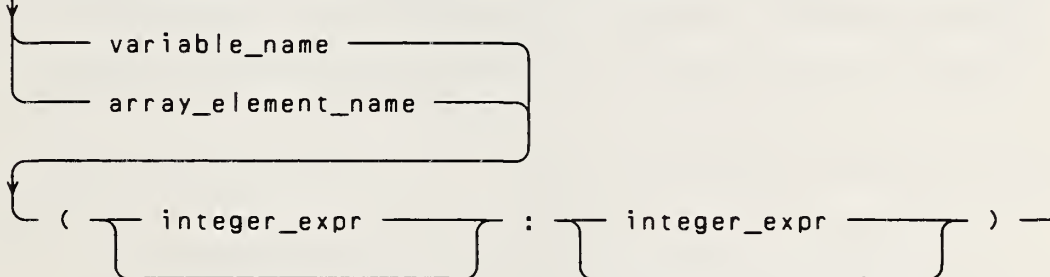 variable_name
array_element_name
( integer_expr : integer_expr )